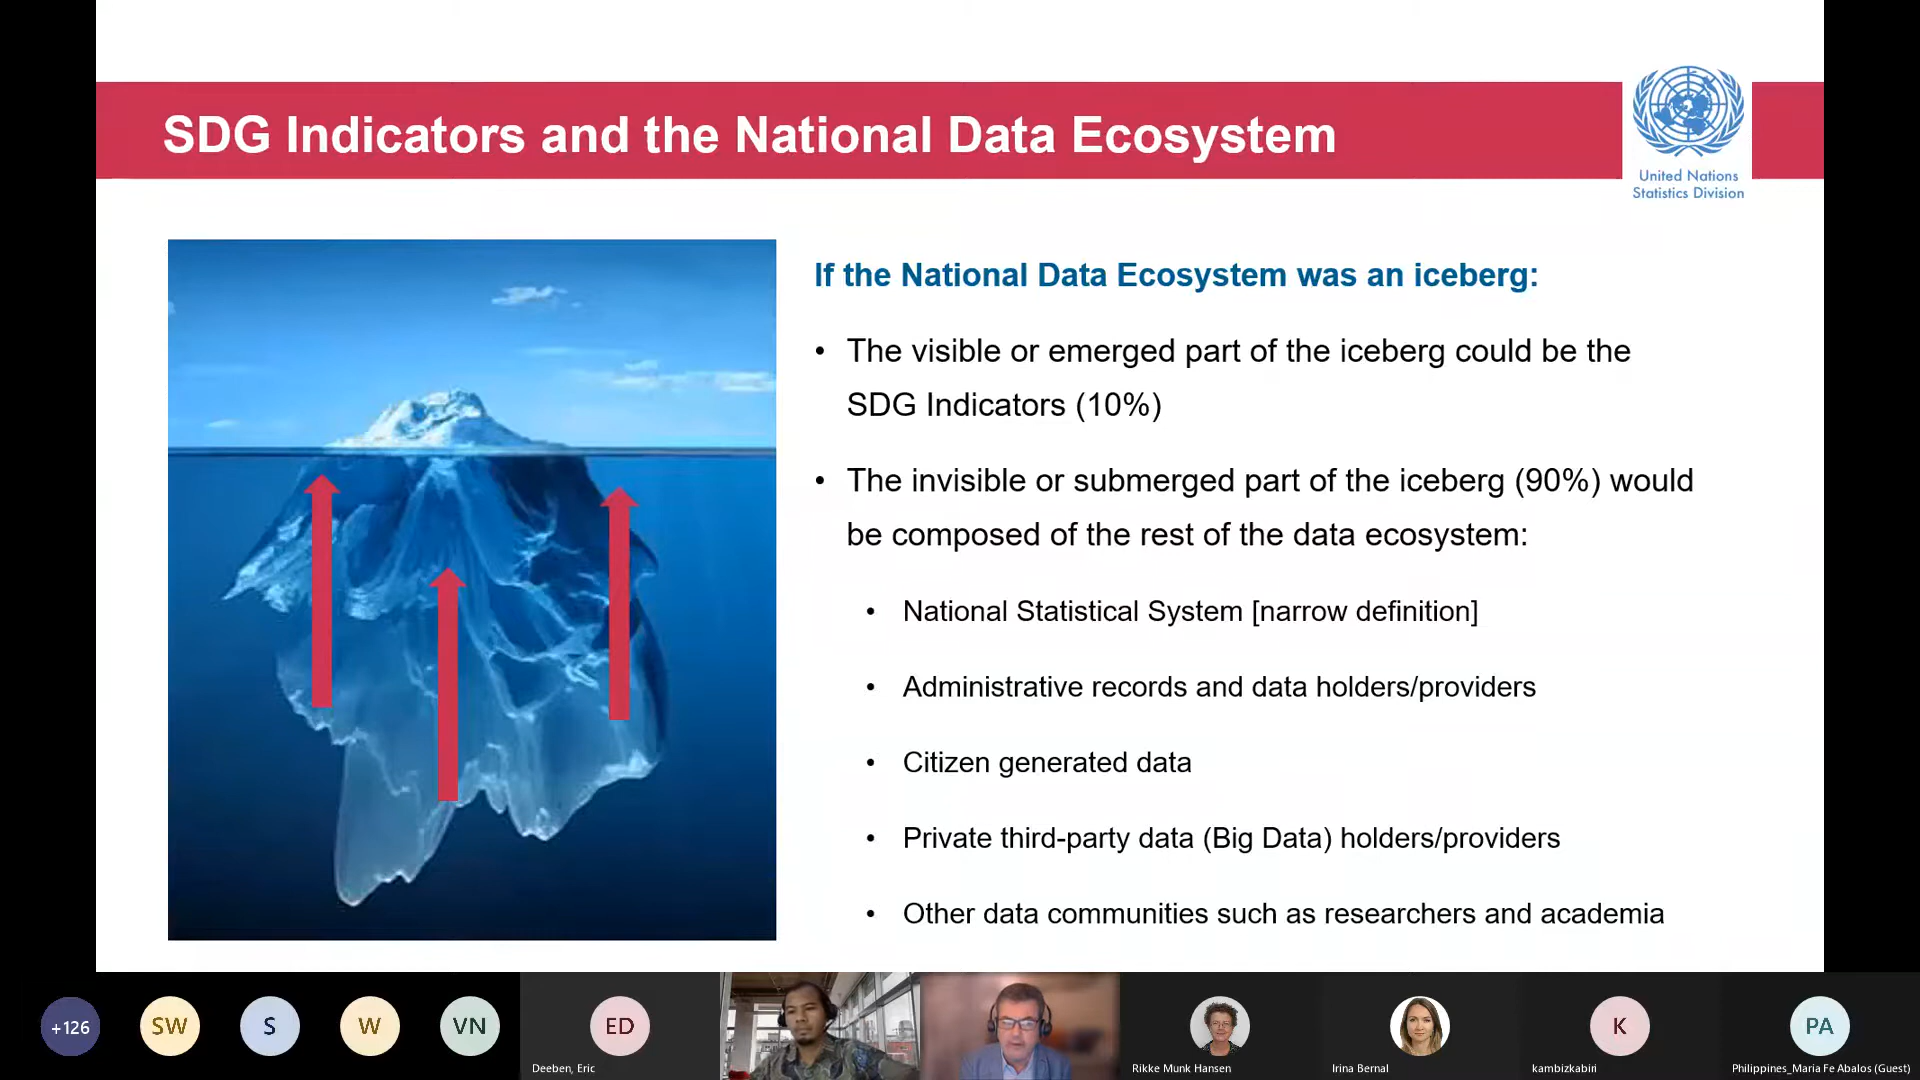 SDG Indicators and the National Data Ecosystem
United Nations
Statistics Division
If the National Data Ecosystem was an iceberg:
• The visible or emerged part of the iceberg could be the
SDG Indicators (10%)
• The invisible or submerged part of the iceberg (90%) would
be composed of the rest of the data ecosystem:
• National Statistical System [narrow definition]
• Administrative records and data holders/providers
• Citizen generated data
• Private third-party data (Big Data) holders/providers
• Other data communities such as researchers and academia
+126
SW
S
W
VN
ED
K
PA
Deeben, Eric
Rikke Munk Hansen
Irina Bernal
kambizkabiri
Philippines_Maria Fe Abalos (Guest)